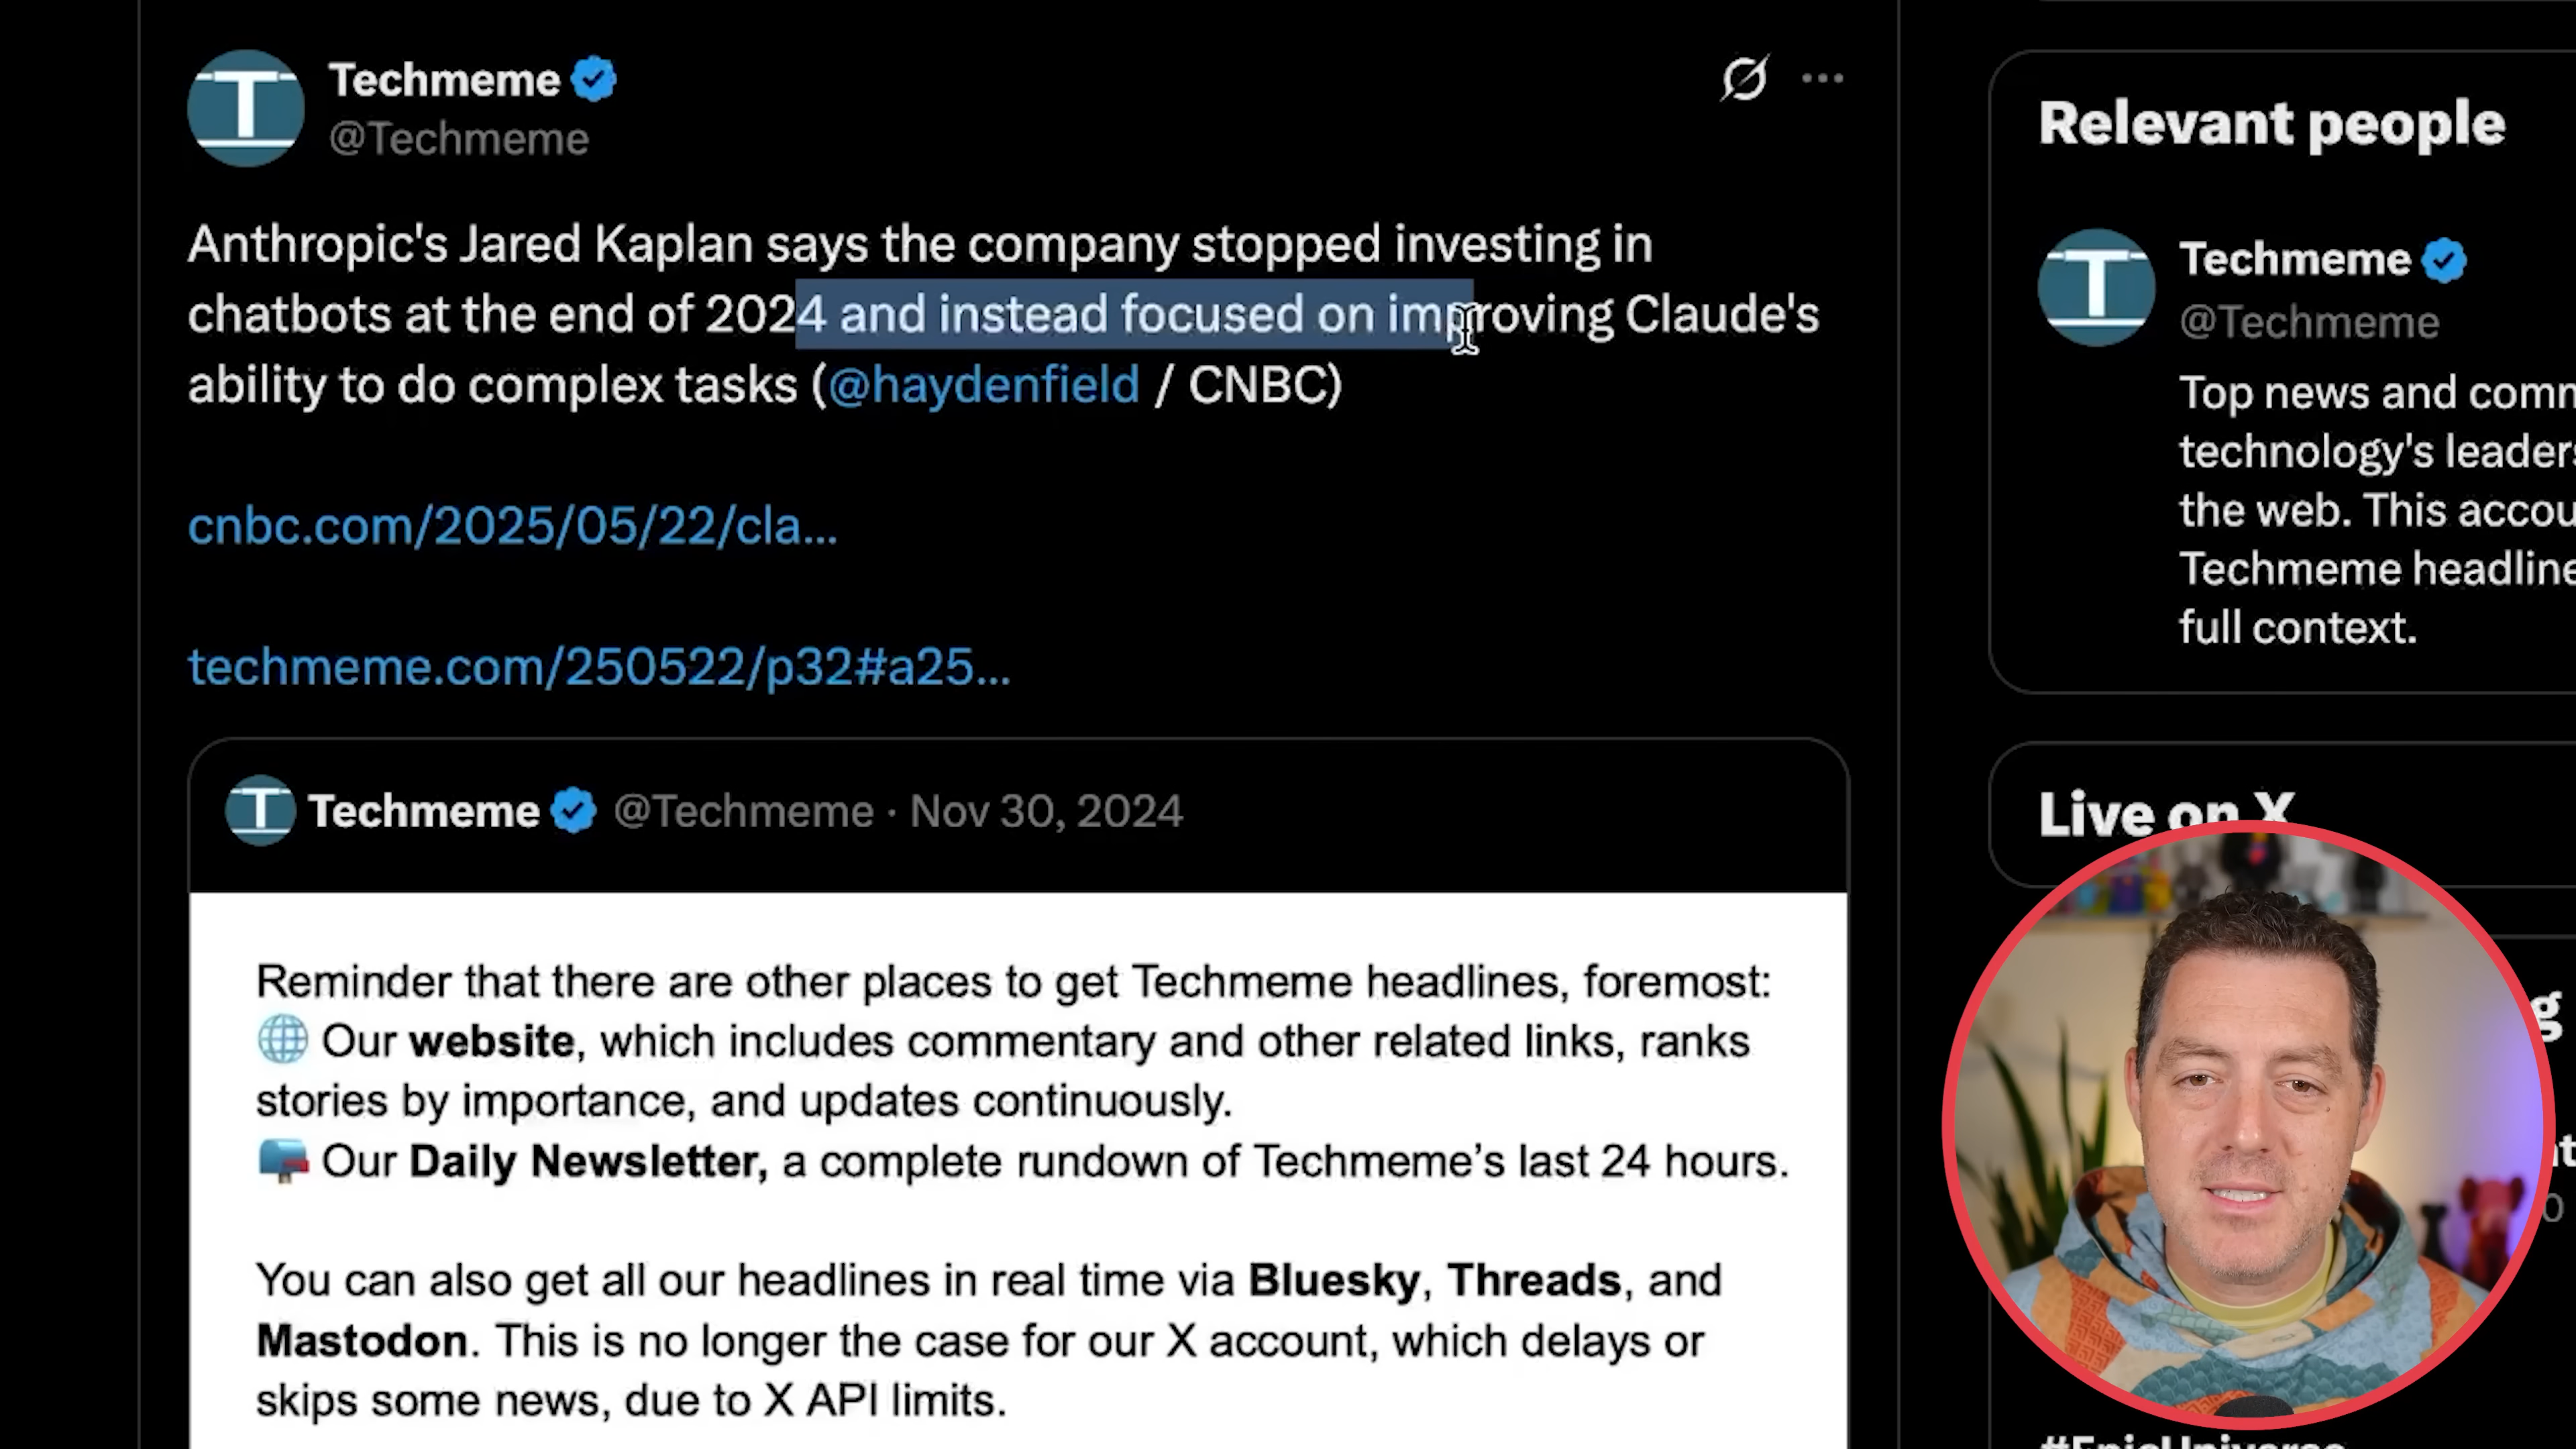 Techmeme
@Techmeme
Anthropic's Jared Kaplan says the company stopped investing in
chatbots at the end of 2024 and instead focused on improving Claude's
ability to do complex tasks (@haydenfield / CNBC)
cnbc.com/2025/05/22/cla...
techmeme.com/250522/p32#a25...
Techmeme @Techmeme · Nov 30, 2024
Reminder that there are other places to get Techmeme headlines, foremost:
Our website, which includes commentary and other related links, ranks
stories by importance, and updates continuously.
Our Daily Newsletter, a complete rundown of Techmeme’s last 24 hours.
You can also get all our headlines in real time via Bluesky, Threads, and
Mastodon. This is no longer the case for our X account, which delays or
skips some news, due to X API limits.
Relevant people
Techmeme
@Techmeme
Top news and comm
technology's leaders
the web. This accou
Techmeme headline
full context.
Live on X